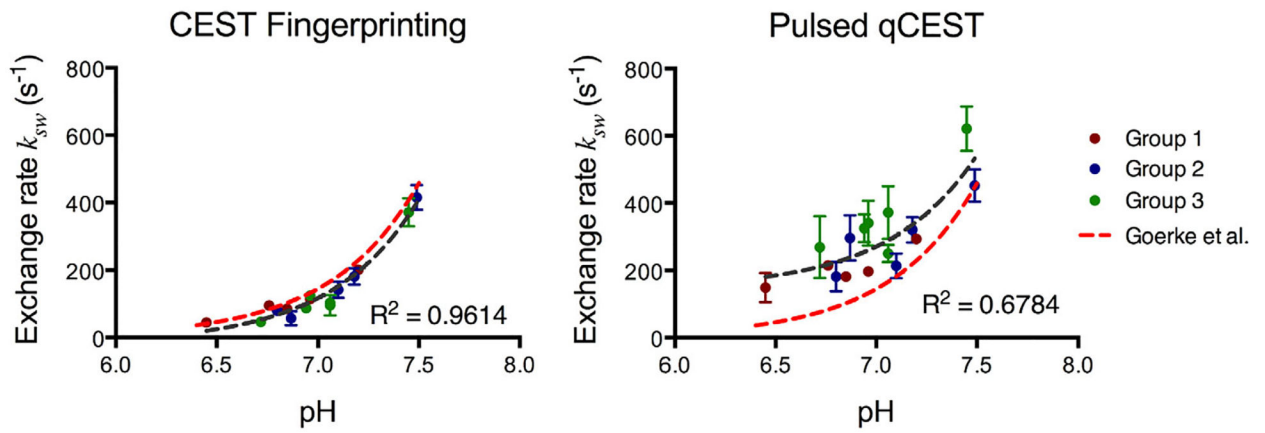 CEST Fingerprinting
Exchange rate k_sw (s⁻¹)
800
600
400
200
0
6.0 6.5 7.0 7.5 8.0
pH
R² = 0.9614
Pulsed qCEST
Exchange rate k_sw (s⁻¹)
800
600
400
200
0
6.0 6.5 7.0 7.5 8.0
pH
R² = 0.6784
Group 1
Group 2
Group 3
Goerke et al.